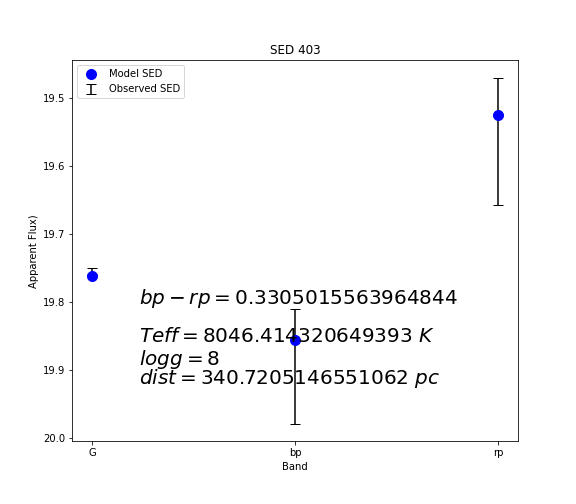 SED 403
Model SED
Observed SED
19.5
19.6
19.7
19.8
19.9
20.0
Apparent Flux)
bp − rp = 0.3305015563964844
Teff = 8046.414320649393 K
logg = 8
dist = 340.7205146551062 pc
G
bp
rp
Band